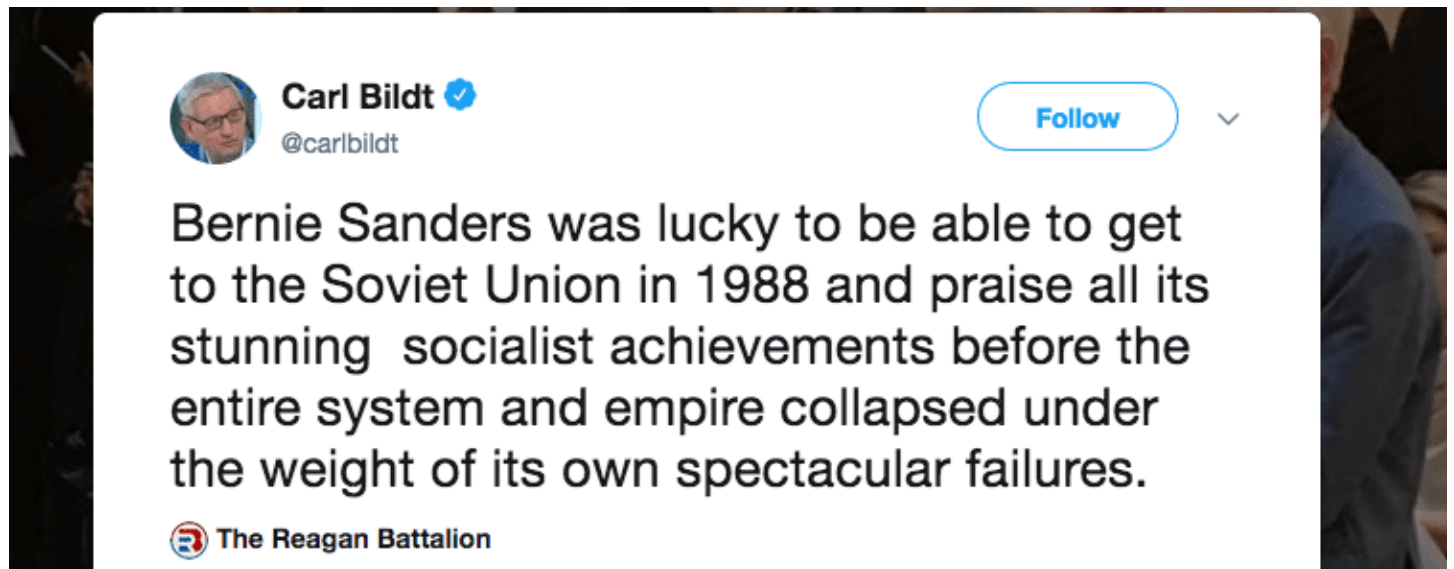 Carl Bildt
@carlbildt
Follow
Bernie Sanders was lucky to be able to get
to the Soviet Union in 1988 and praise all its
stunning  socialist achievements before the
entire system and empire collapsed under
the weight of its own spectacular failures.
The Reagan Battalion